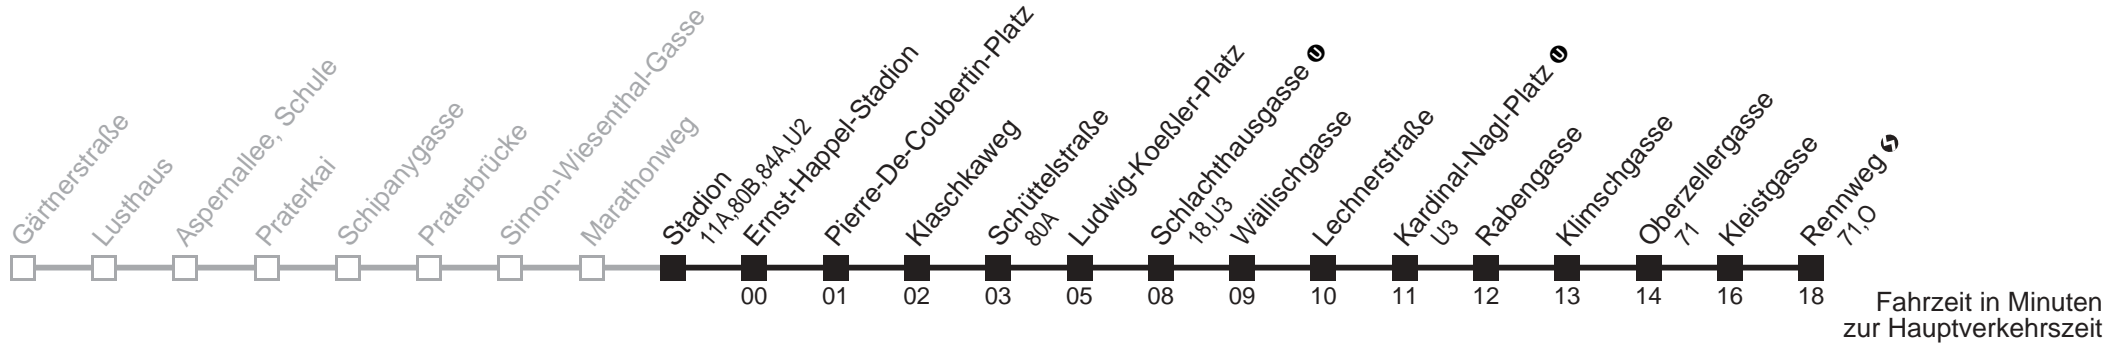 Gärtnerstraße
Lusthaus
Aspernallee, Schule
Praterkai
Schipanygasse
Praterbrücke
Simon-Wiesenthal-Gasse
Marathonweg
Stadion
11A,80B,84A,U2
Ernst-Happel-Stadion
Pierre-De-Coubertin-Platz
Klaschkaweg
Schüttelstraße
80A
Ludwig-Koeßler-Platz
Schlachthausgasse U
18,U3
Wällischgasse
Lechnerstraße
Kardinal-Nagl-Platz U
U3
Rabengasse
Klimschgasse
Oberzellergasse
71
Kleistgasse
Rennweg
71,O
00 01 02 03 05 08 09 10 11 12 13 14 16 18
Fahrzeit in Minuten
zur Hauptverkehrszeit